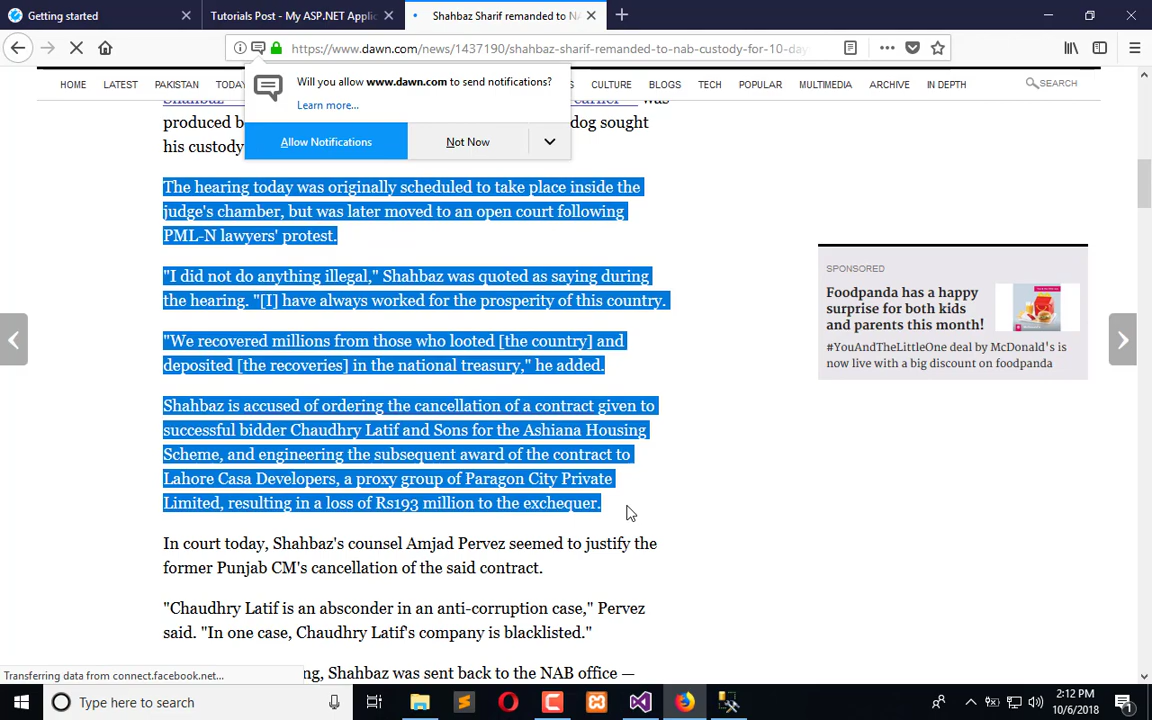 Getting started
Tutorials Post - My ASP.NET Applic
Shahbaz Sharif remanded to NA
https://www.dawn.com/news/1437190/shahbaz-sharif-remanded-to-nab-custody-for-10-da
HOME LATEST PAKISTAN TODA CULTURE BLOGS TECH POPULAR MULTIMEDIA ARCHIVE IN DEPTH SEARCH
Will you allow www.dawn.com to send notifications?
Learn more...
Allow Notifications Not Now
Shahbaz earlier was
produced b dog sought
his custody
The hearing today was originally scheduled to take place inside the
judge's chamber, but was later moved to an open court following
PML-N lawyers' protest.
"I did not do anything illegal," Shahbaz was quoted as saying during
the hearing. "[I] have always worked for the prosperity of this country.
"We recovered millions from those who looted [the country] and
deposited [the recoveries] in the national treasury," he added.
Shahbaz is accused of ordering the cancellation of a contract given to
successful bidder Chaudhry Latif and Sons for the Ashiana Housing
Scheme, and engineering the subsequent award of the contract to
Lahore Casa Developers, a proxy group of Paragon City Private
Limited, resulting in a loss of Rs193 million to the exchequer.
In court today, Shahbaz's counsel Amjad Pervez seemed to justify the
former Punjab CM's cancellation of the said contract.
"Chaudhry Latif is an absconder in an anti-corruption case," Pervez
said. "In one case, Chaudhry Latif's company is blacklisted."
ng, Shahbaz was sent back to the NAB office —
SPONSORED
Foodpanda has a happy
surprise for both kids
and parents this month!
#YouAndTheLittleOne deal by McDonald's is
now live with a big discount on foodpanda
Transferring data from connect.facebook.net...
Type here to search
2:12 PM
10/6/2018
1